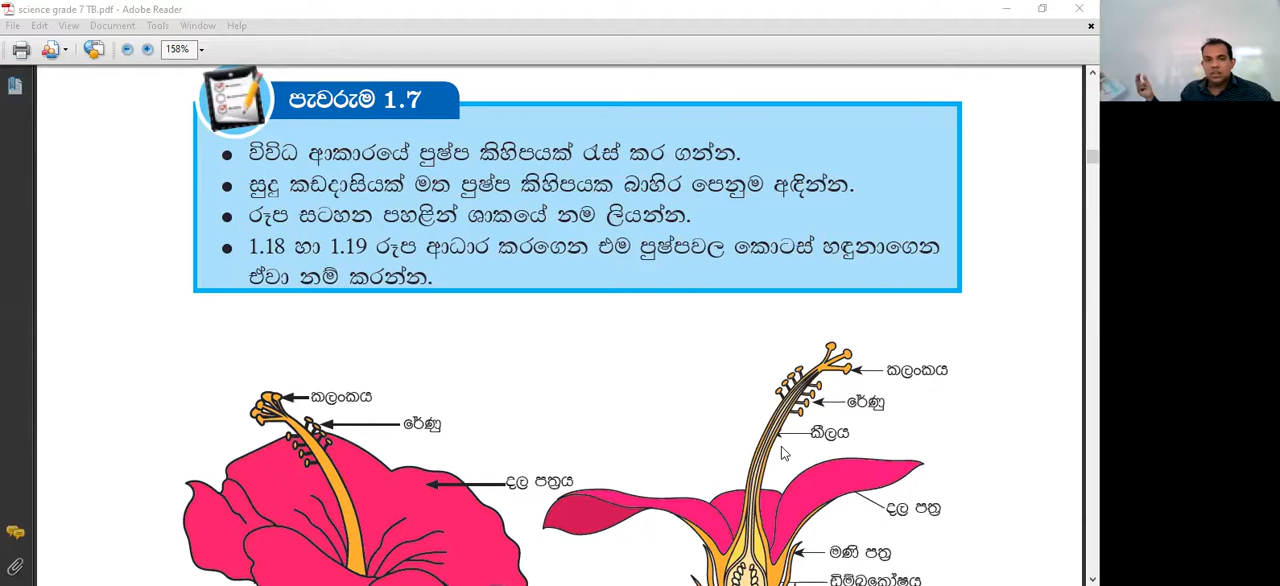 science grade 7 TB.pdf - Adobe Reader
File Edit View Document Tools Window Help
158%
පැවරුම 1.7
● විවිධ ආකාරයේ පුෂ්ප කිහිපයක් රැස් කර ගන්න.
● සුදු කඩදාසියක් මත පුෂ්ප කිහිපයක බාහිර පෙනුම අඳින්න.
● රූප සටහන පහළින් ශාකයේ නම ලියන්න.
● 1.18 හා 1.19 රූප ආධාර කරගෙන එම පුෂ්පවල කොටස් හඳුනාගෙන
ඒවා නම් කරන්න.
කලංකය
රේණු
දල පත්‍රය
කලංකය
රේණු
කීලය
දල පත්‍ර
මණි පත්‍ර
ඩිම්බකෝෂය